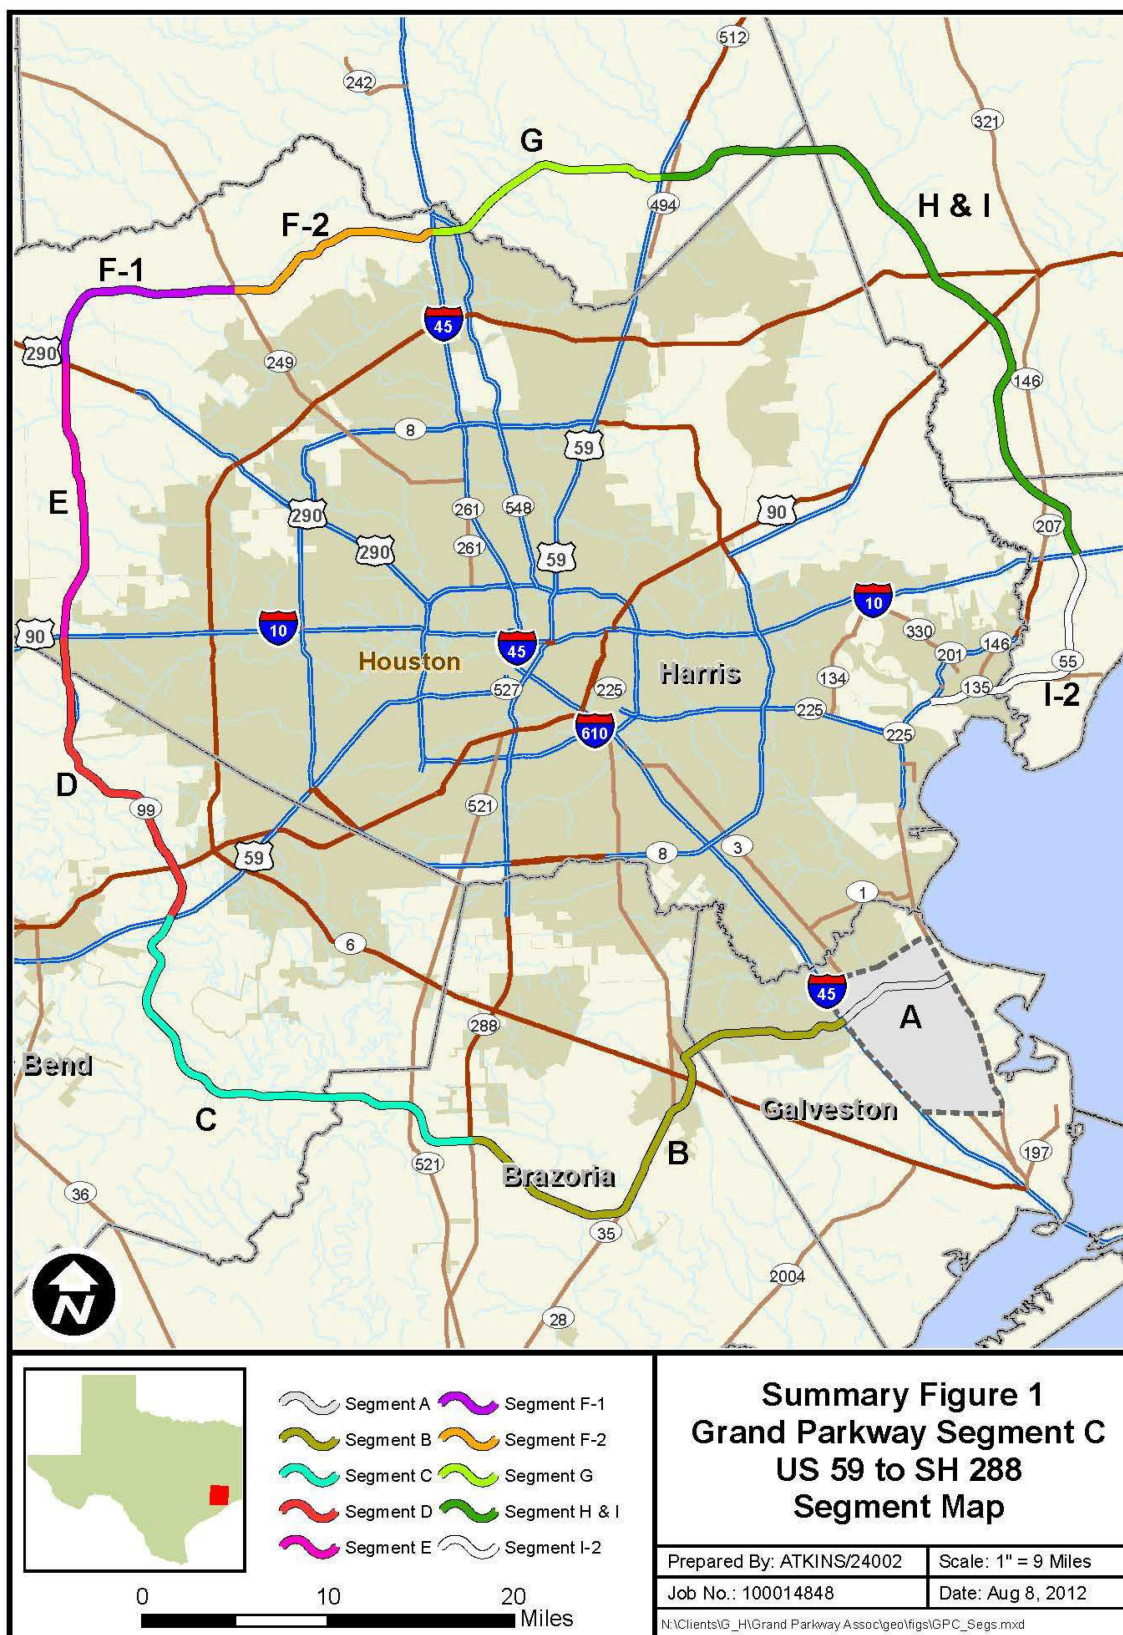 512
242
321
G
H & I
494
F-2
F-1
45
290
249
146
8
59
E
290
261
548
90
207
290
261
59
10
90
10
45
330
146
201
55
Houston
Harris
134
527
225
135
I-2
225
225
610
D
99
521
59
8
3
1
6
45
A
288
Bend
C
Galveston
B
521
Brazoria
197
36
35
2004
28
N
Segment A
Segment B
Segment C
Segment D
Segment E
Segment F-1
Segment F-2
Segment G
Segment H & I
Segment I-2
0 10 20
Miles
Summary Figure 1
Grand Parkway Segment C
US 59 to SH 288
Segment Map
Prepared By: ATKINS/24002
Scale: 1" = 9 Miles
Job No.: 100014848
Date: Aug 8, 2012
N:\Clients\G_H\Grand Parkway Assoc\geo\figs\GPC_Segs.mxd